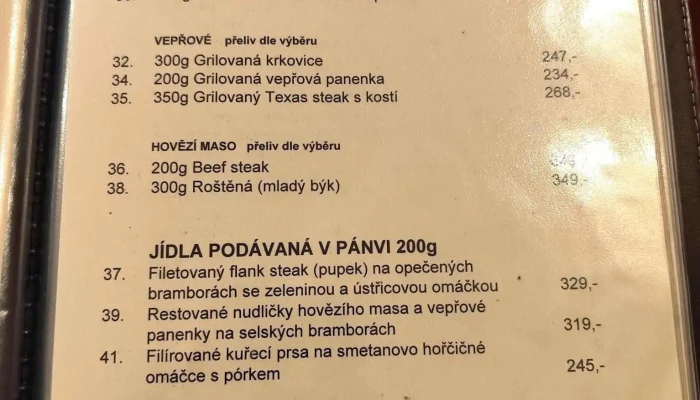 VEPŘOVÉ přeliv dle výběru
32. 300g Grilovaná krkovice 247,-
34. 200g Grilovaná vepřová panenka 234,-
35. 350g Grilovaný Texas steak s kostí 268,-
HOVĚZÍ MASO přeliv dle výběru
36. 200g Beef steak
38. 300g Roštěná (mladý býk) 349,-
JÍDLA PODÁVANÁ V PÁNVI 200g
37. Filetovaný flank steak (pupek) na opečených
bramborách se zeleninou a ústřicovou omáčkou 329,-
39. Restované nudličky hovězího masa a vepřové
panenky na selských bramborách 319,-
41. Filírované kuřecí prsa na smetanovo hořčičné
omáčce s pórkem 245,-